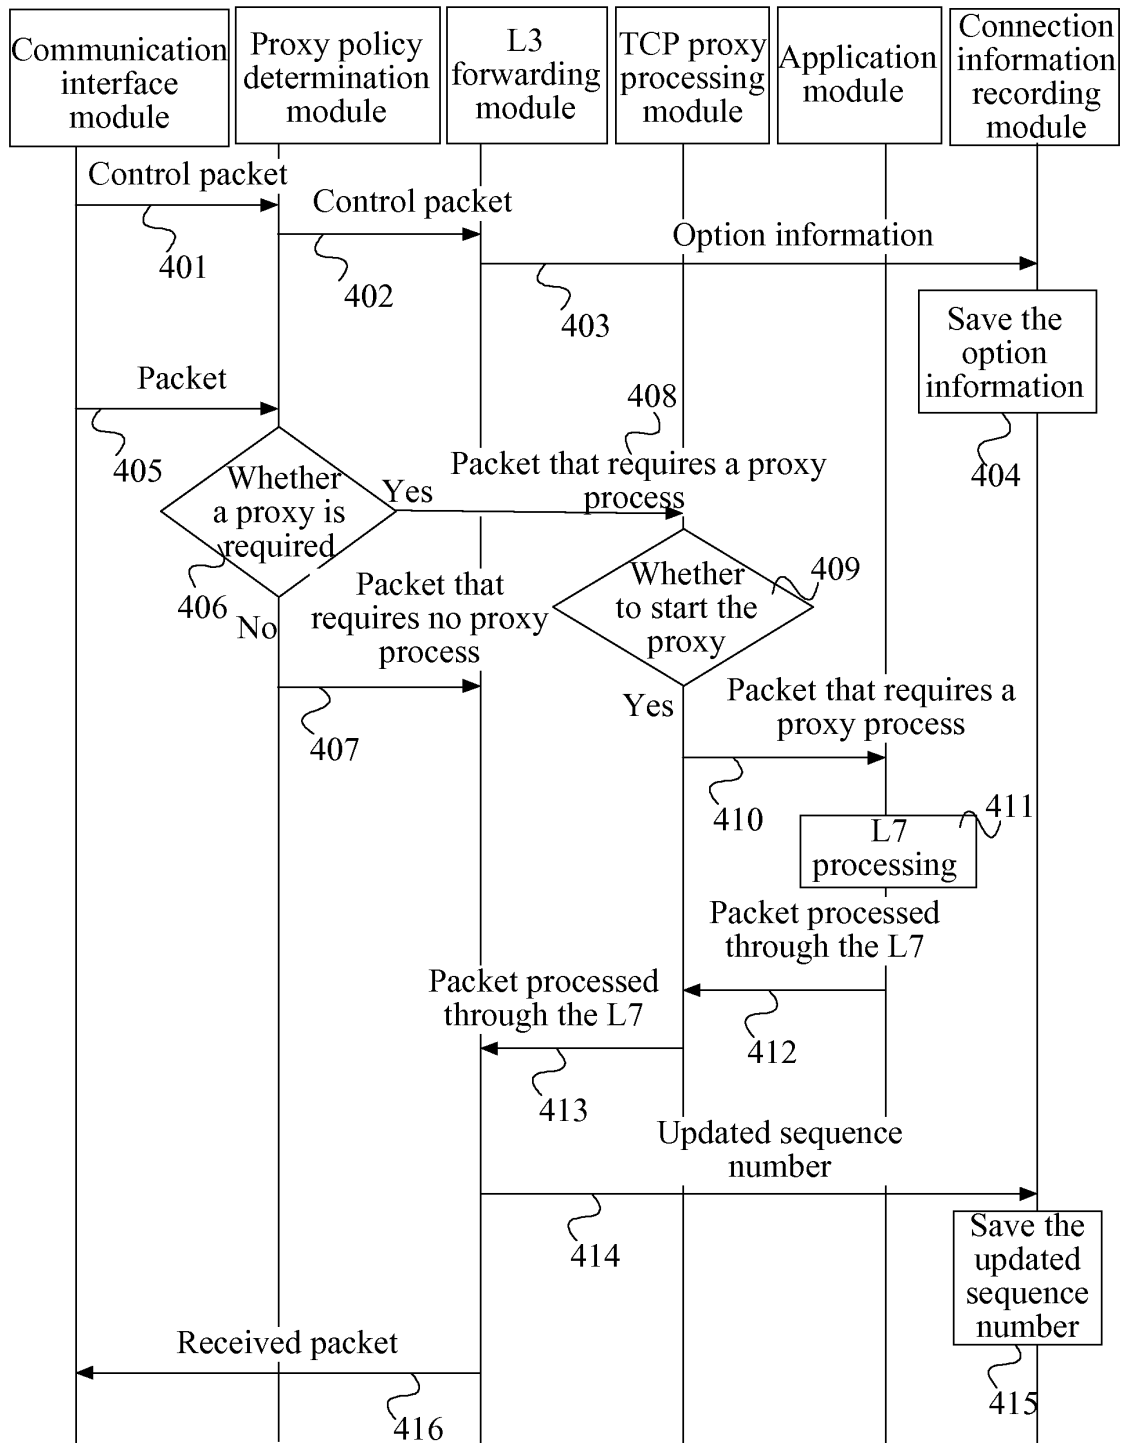 Communication
interface
module
Proxy policy
determination
module
L3
forwarding
module
TCP proxy
processing
module
Application
module
Connection
information
recording
module
Control packet
401
Control packet
402
Option information
403
Save the
option
information
404
Packet
405
408
Packet that requires a proxy
process
Whether
a proxy is
required
Yes
406
No
Packet that
requires no proxy
process
407
Whether
to start the
proxy
409
Yes
Packet that requires a
proxy process
410
411
L7
processing
Packet processed
through the L7
412
Packet processed
through the L7
413
Updated sequence
number
414
Save the
updated
sequence
number
415
Received packet
416